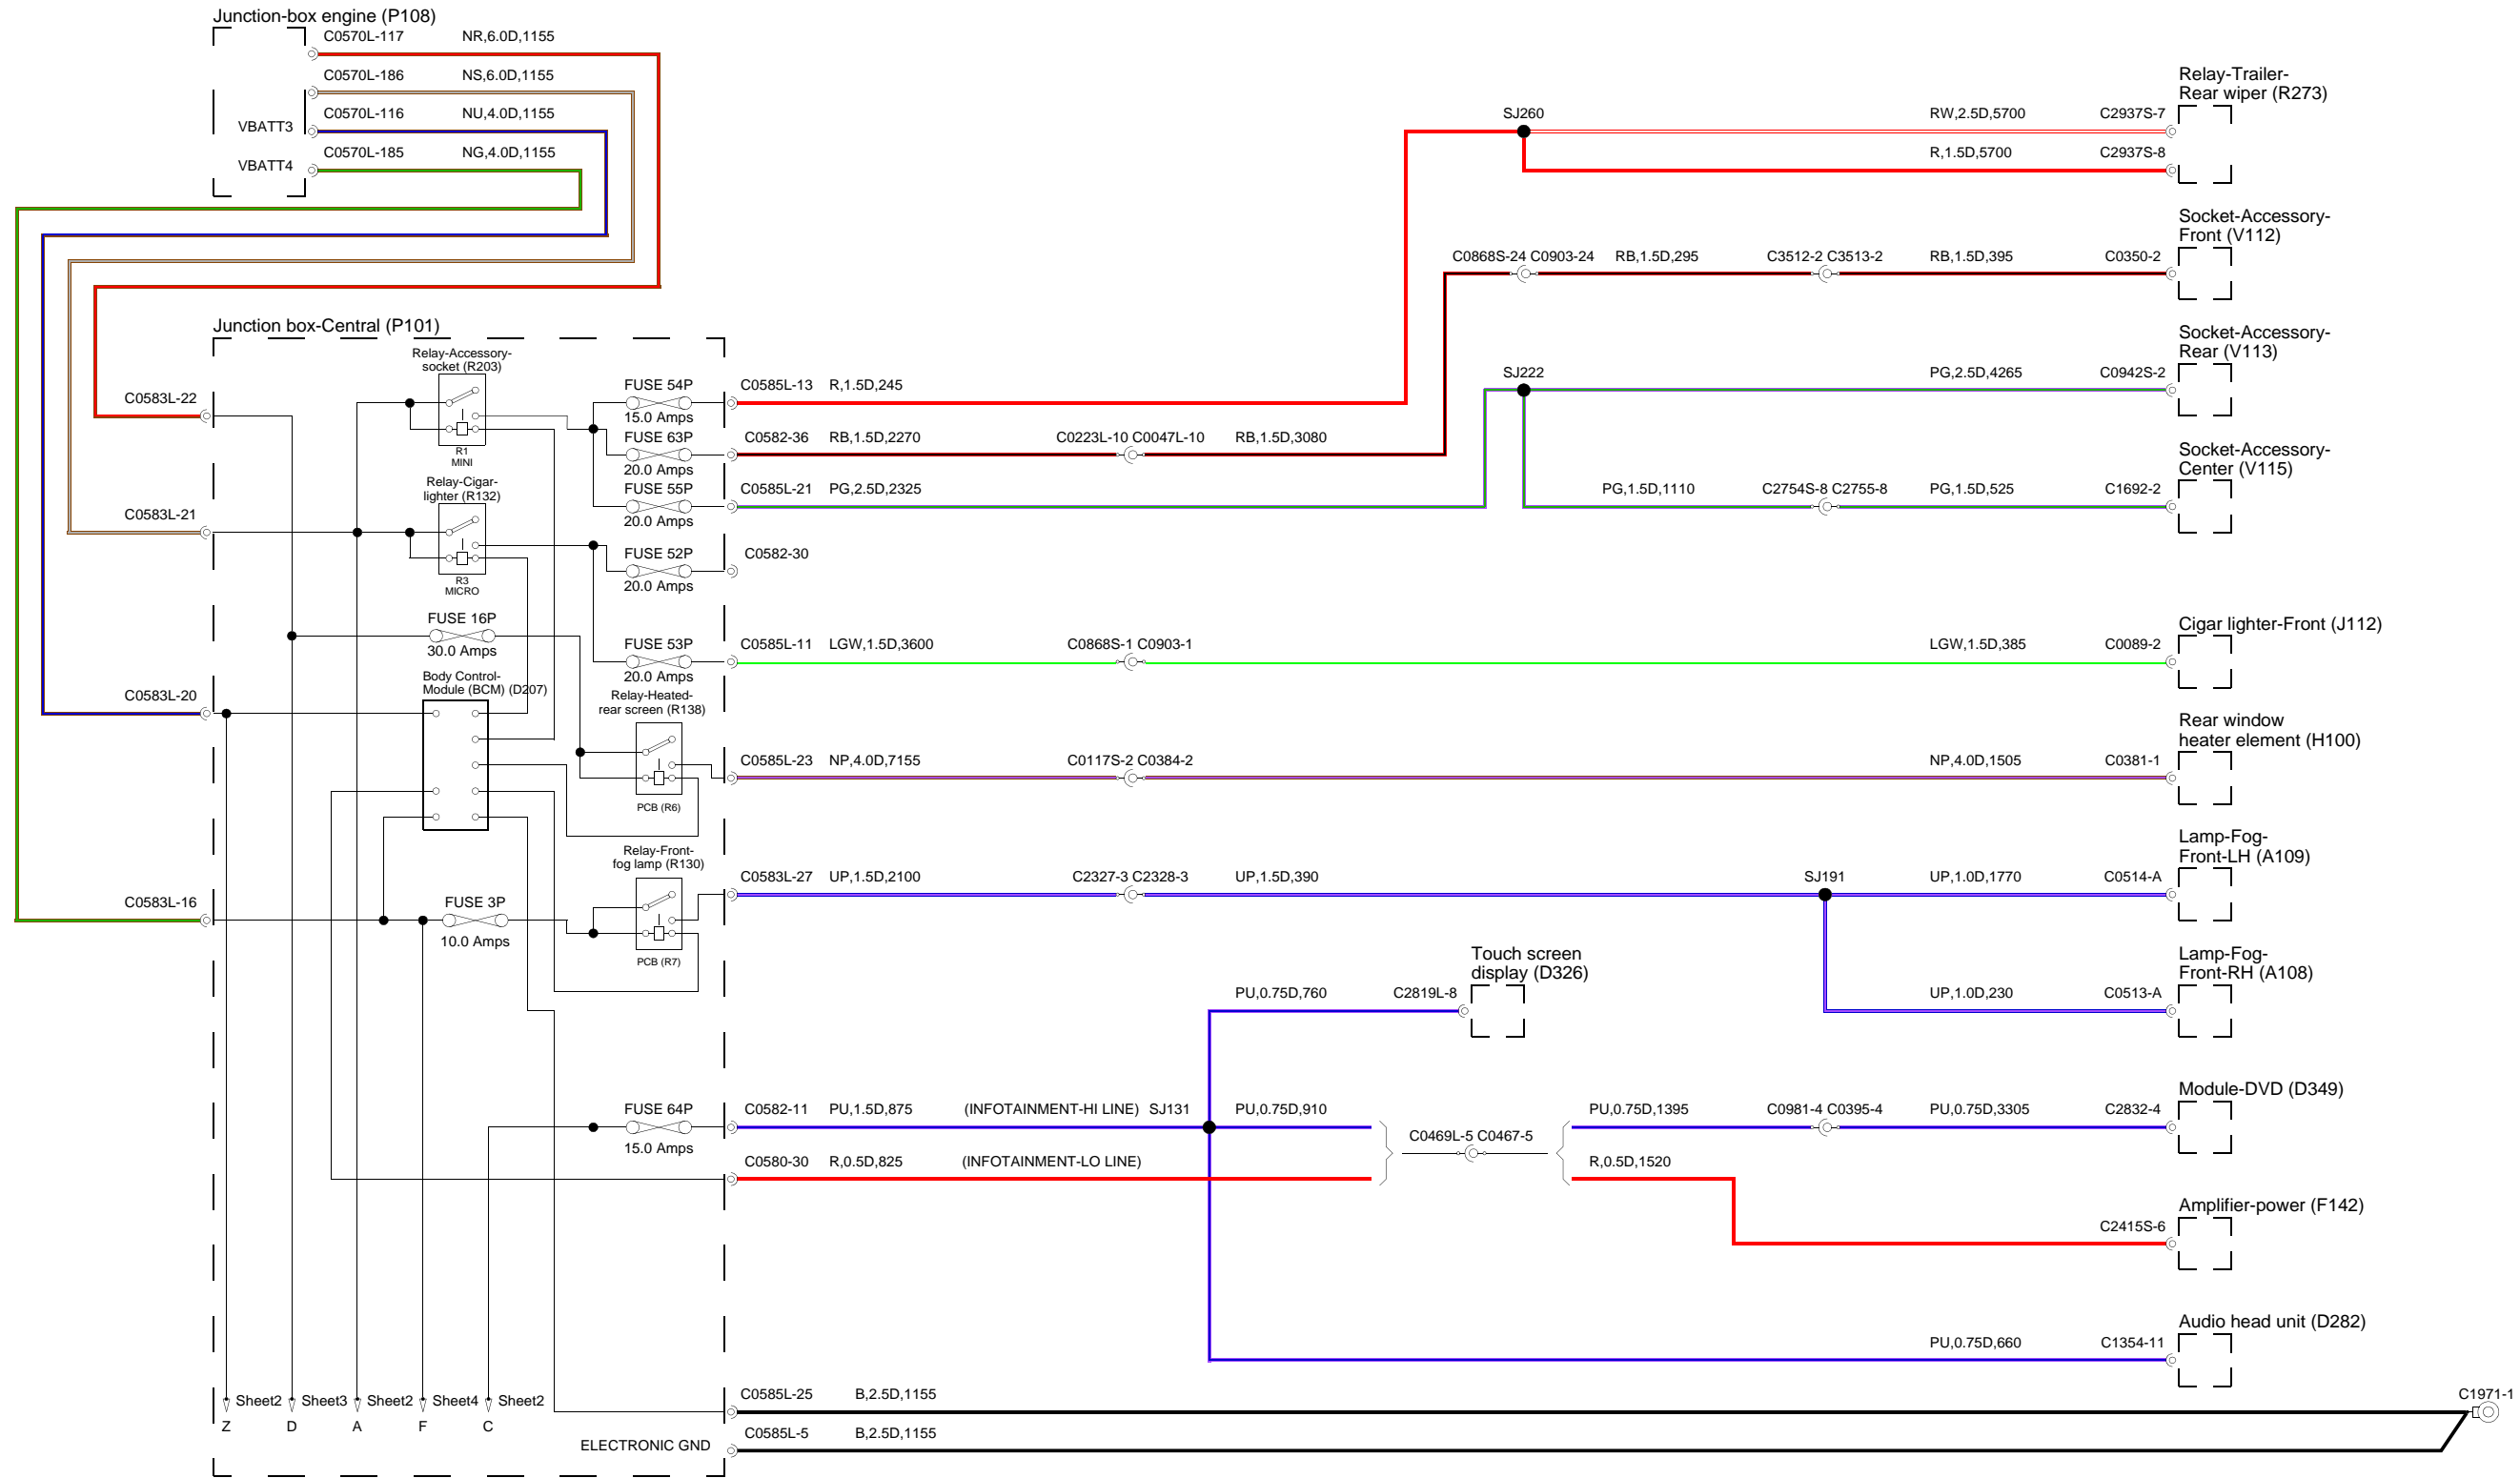 Junction-box engine (P108)
C0570L-117 NR,6.0D,1155
C0570L-186 NS,6.0D,1155
VBATT3 C0570L-116 NU,4.0D,1155
VBATT4 C0570L-185 NG,4.0D,1155
Relay-Trailer-
Rear wiper (R273)
SJ260 RW,2.5D,5700 C2937S-7
R,1.5D,5700 C2937S-8
Socket-Accessory-
Front (V112)
C0868S-24 C0903-24 RB,1.5D,295 C3512-2 C3513-2 RB,1.5D,395 C0350-2
Junction box-Central (P101)
Relay-Accessory-
socket (R203)
R1
MINI
Socket-Accessory-
Rear (V113)
SJ222 PG,2.5D,4265 C0942S-2
C0583L-22
FUSE 54P
15.0 Amps
C0585L-13 R,1.5D,245
FUSE 63P
20.0 Amps
C0582-36 RB,1.5D,2270 C0223L-10 C0047L-10 RB,1.5D,3080
Socket-Accessory-
Center (V115)
FUSE 55P
20.0 Amps
C0585L-21 PG,2.5D,2325 PG,1.5D,1110 C2754S-8 C2755-8 PG,1.5D,525 C1692-2
Relay-Cigar-
lighter (R132)
R3
MICRO
C0583L-21
FUSE 52P
20.0 Amps
C0582-30
FUSE 16P
30.0 Amps
FUSE 53P
20.0 Amps
Cigar lighter-Front (J112)
C0585L-11 LGW,1.5D,3600 C0868S-1 C0903-1 LGW,1.5D,385 C0089-2
Body Control-
Module (BCM) (D207)
C0583L-20
Relay-Heated-
rear screen (R138)
PCB (R6)
Rear window
heater element (H100)
C0585L-23 NP,4.0D,7155 C0117S-2 C0384-2 NP,4.0D,1505 C0381-1
Relay-Front-
fog lamp (R130)
PCB (R7)
Lamp-Fog-
Front-LH (A109)
C0583L-27 UP,1.5D,2100 C2327-3 C2328-3 UP,1.5D,390 SJ191 UP,1.0D,1770 C0514-A
C0583L-16
FUSE 3P
10.0 Amps
Touch screen
display (D326)
PU,0.75D,760 C2819L-8
Lamp-Fog-
Front-RH (A108)
UP,1.0D,230 C0513-A
FUSE 64P
15.0 Amps
Module-DVD (D349)
C0582-11 PU,1.5D,875 (INFOTAINMENT-HI LINE) SJ131 PU,0.75D,910 PU,0.75D,1395 C0981-4 C0395-4 PU,0.75D,3305 C2832-4
C0469L-5 C0467-5
C0580-30 R,0.5D,825 (INFOTAINMENT-LO LINE) R,0.5D,1520
Amplifier-power (F142)
C2415S-6
Audio head unit (D282)
PU,0.75D,660 C1354-11
Sheet2 Sheet3 Sheet2 Sheet4 Sheet2
Z D A F C
C0585L-25 B,2.5D,1155
C1971-1
ELECTRONIC GND C0585L-5 B,2.5D,1155